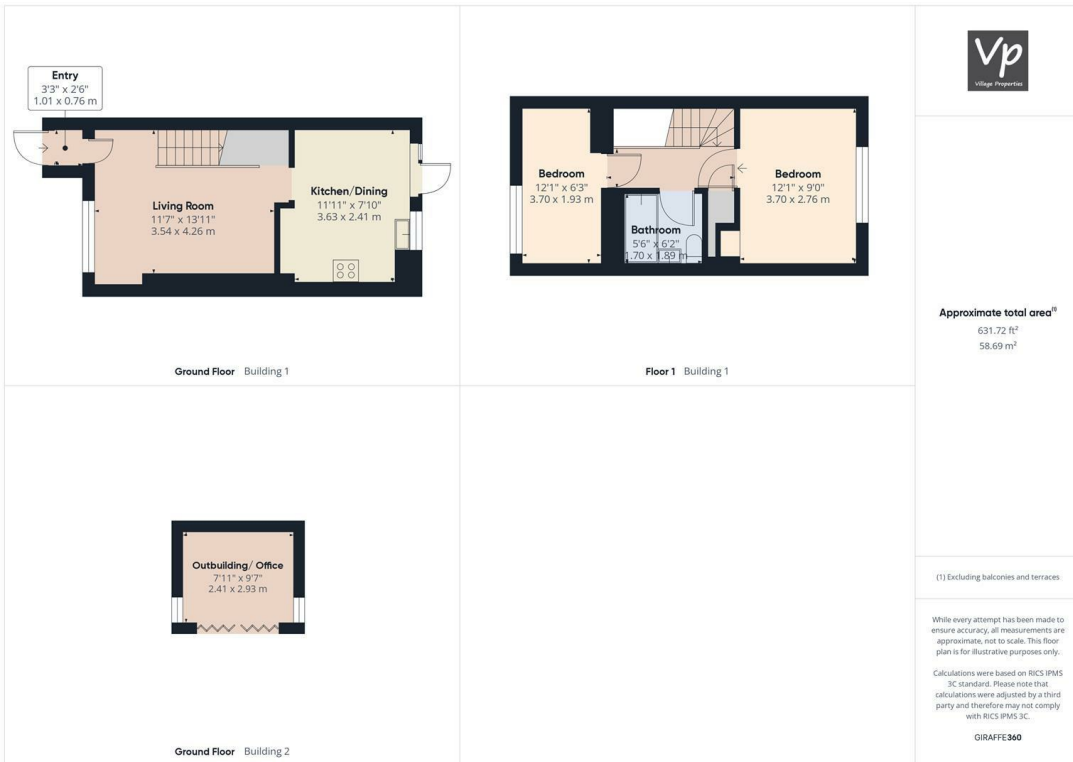 Entry
3'3" x 2'6"
1.01 x 0.76 m
Living Room
11'7" x 13'11"
3.54 x 4.26 m
Kitchen/Dining
11'11" x 7'10"
3.63 x 2.41 m
Ground Floor Building 1
Bedroom
12'1" x 6'3"
3.70 x 1.93 m
Bathroom
5'6" x 6'2"
1.70 x 1.89 m
Bedroom
12'1" x 9'0"
3.70 x 2.76 m
Floor 1 Building 1
Outbuilding/ Office
7'11" x 9'7"
2.41 x 2.93 m
Ground Floor Building 2
Vp
Village Properties
Approximate total area(1)
631.72 ft²
58.69 m²
(1) Excluding balconies and terraces
While every attempt has been made to
ensure accuracy, all measurements are
approximate, not to scale. This floor
plan is for illustrative purposes only.
Calculations were based on RICS IPMS
3C standard. Please note that
calculations were adjusted by a third
party and therefore may not comply
with RICS IPMS 3C.
GIRAFFE360